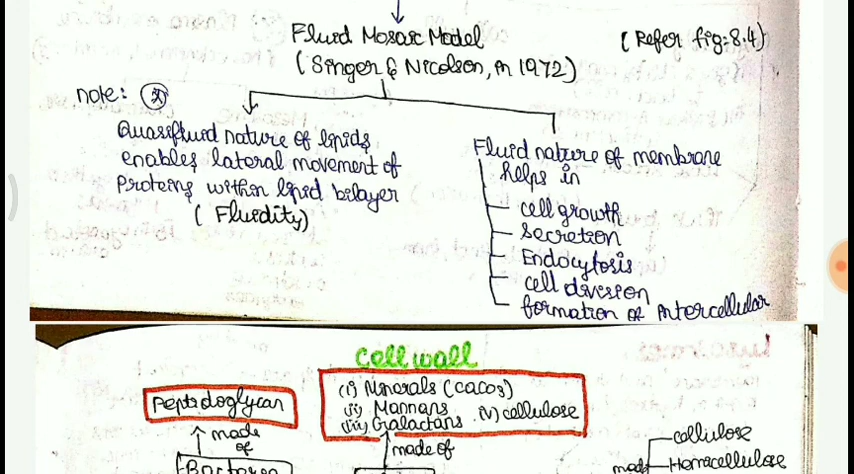 Fluid Mosaic Model
(Refer fig:8.4)
(Singer & Nicolson, in 1972)
note:
Quasifluid nature of lipids
enables lateral movement of
Proteins within lipid bilayer
(Fluidity)
Fluid nature of membrane
helps in
cell growth
Secretion
Endocytosis
cell division
formation of intercellular
cell wall
Peptidoglycan
(i) Minerals (CaCO3)
(ii) Mannans
(iii) Galactans (iv) cellulose
made
of
made of
cellulose
Hemicellulose
made
Bacteria